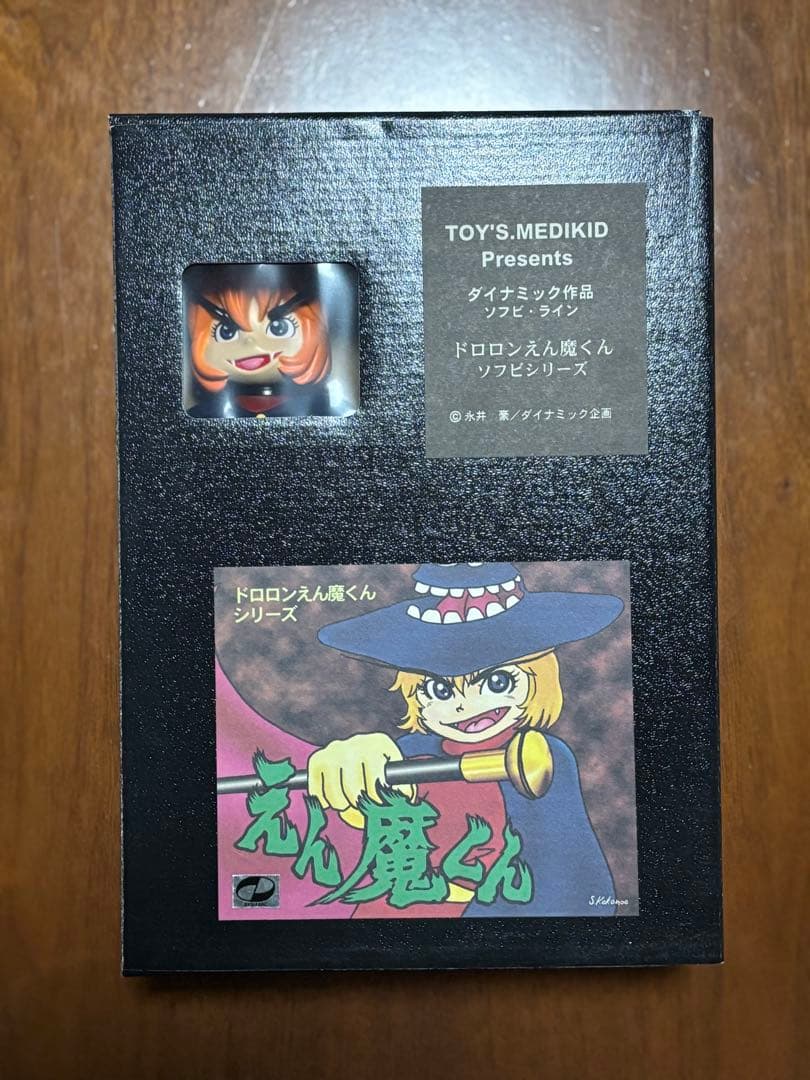 TOY'S.MEDIKID
Presents
ダイナミック作品
ソフビ・ライン
ドロロンえん魔くん
ソフビシリーズ
© 永井 豪／ダイナミック企画
ドロロンえん魔くん
シリーズ
えん魔くん